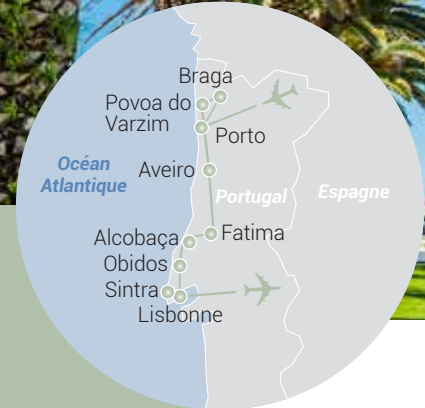 Braga
Povoa do
Varzim
Porto
Océan
Atlantique
Aveiro
Portugal
Espagne
Alcobaça
Fatima
Obidos
Sintra
Lisbonne